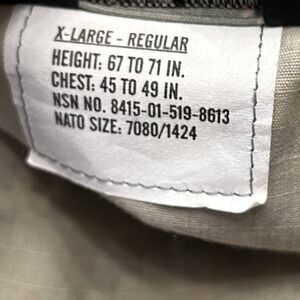 X-LARGE - REGULAR
HEIGHT: 67 TO 71 IN.
CHEST: 45 TO 49 IN.
NSN NO. 8415-01-519-8613
NATO SIZE: 7080/1424